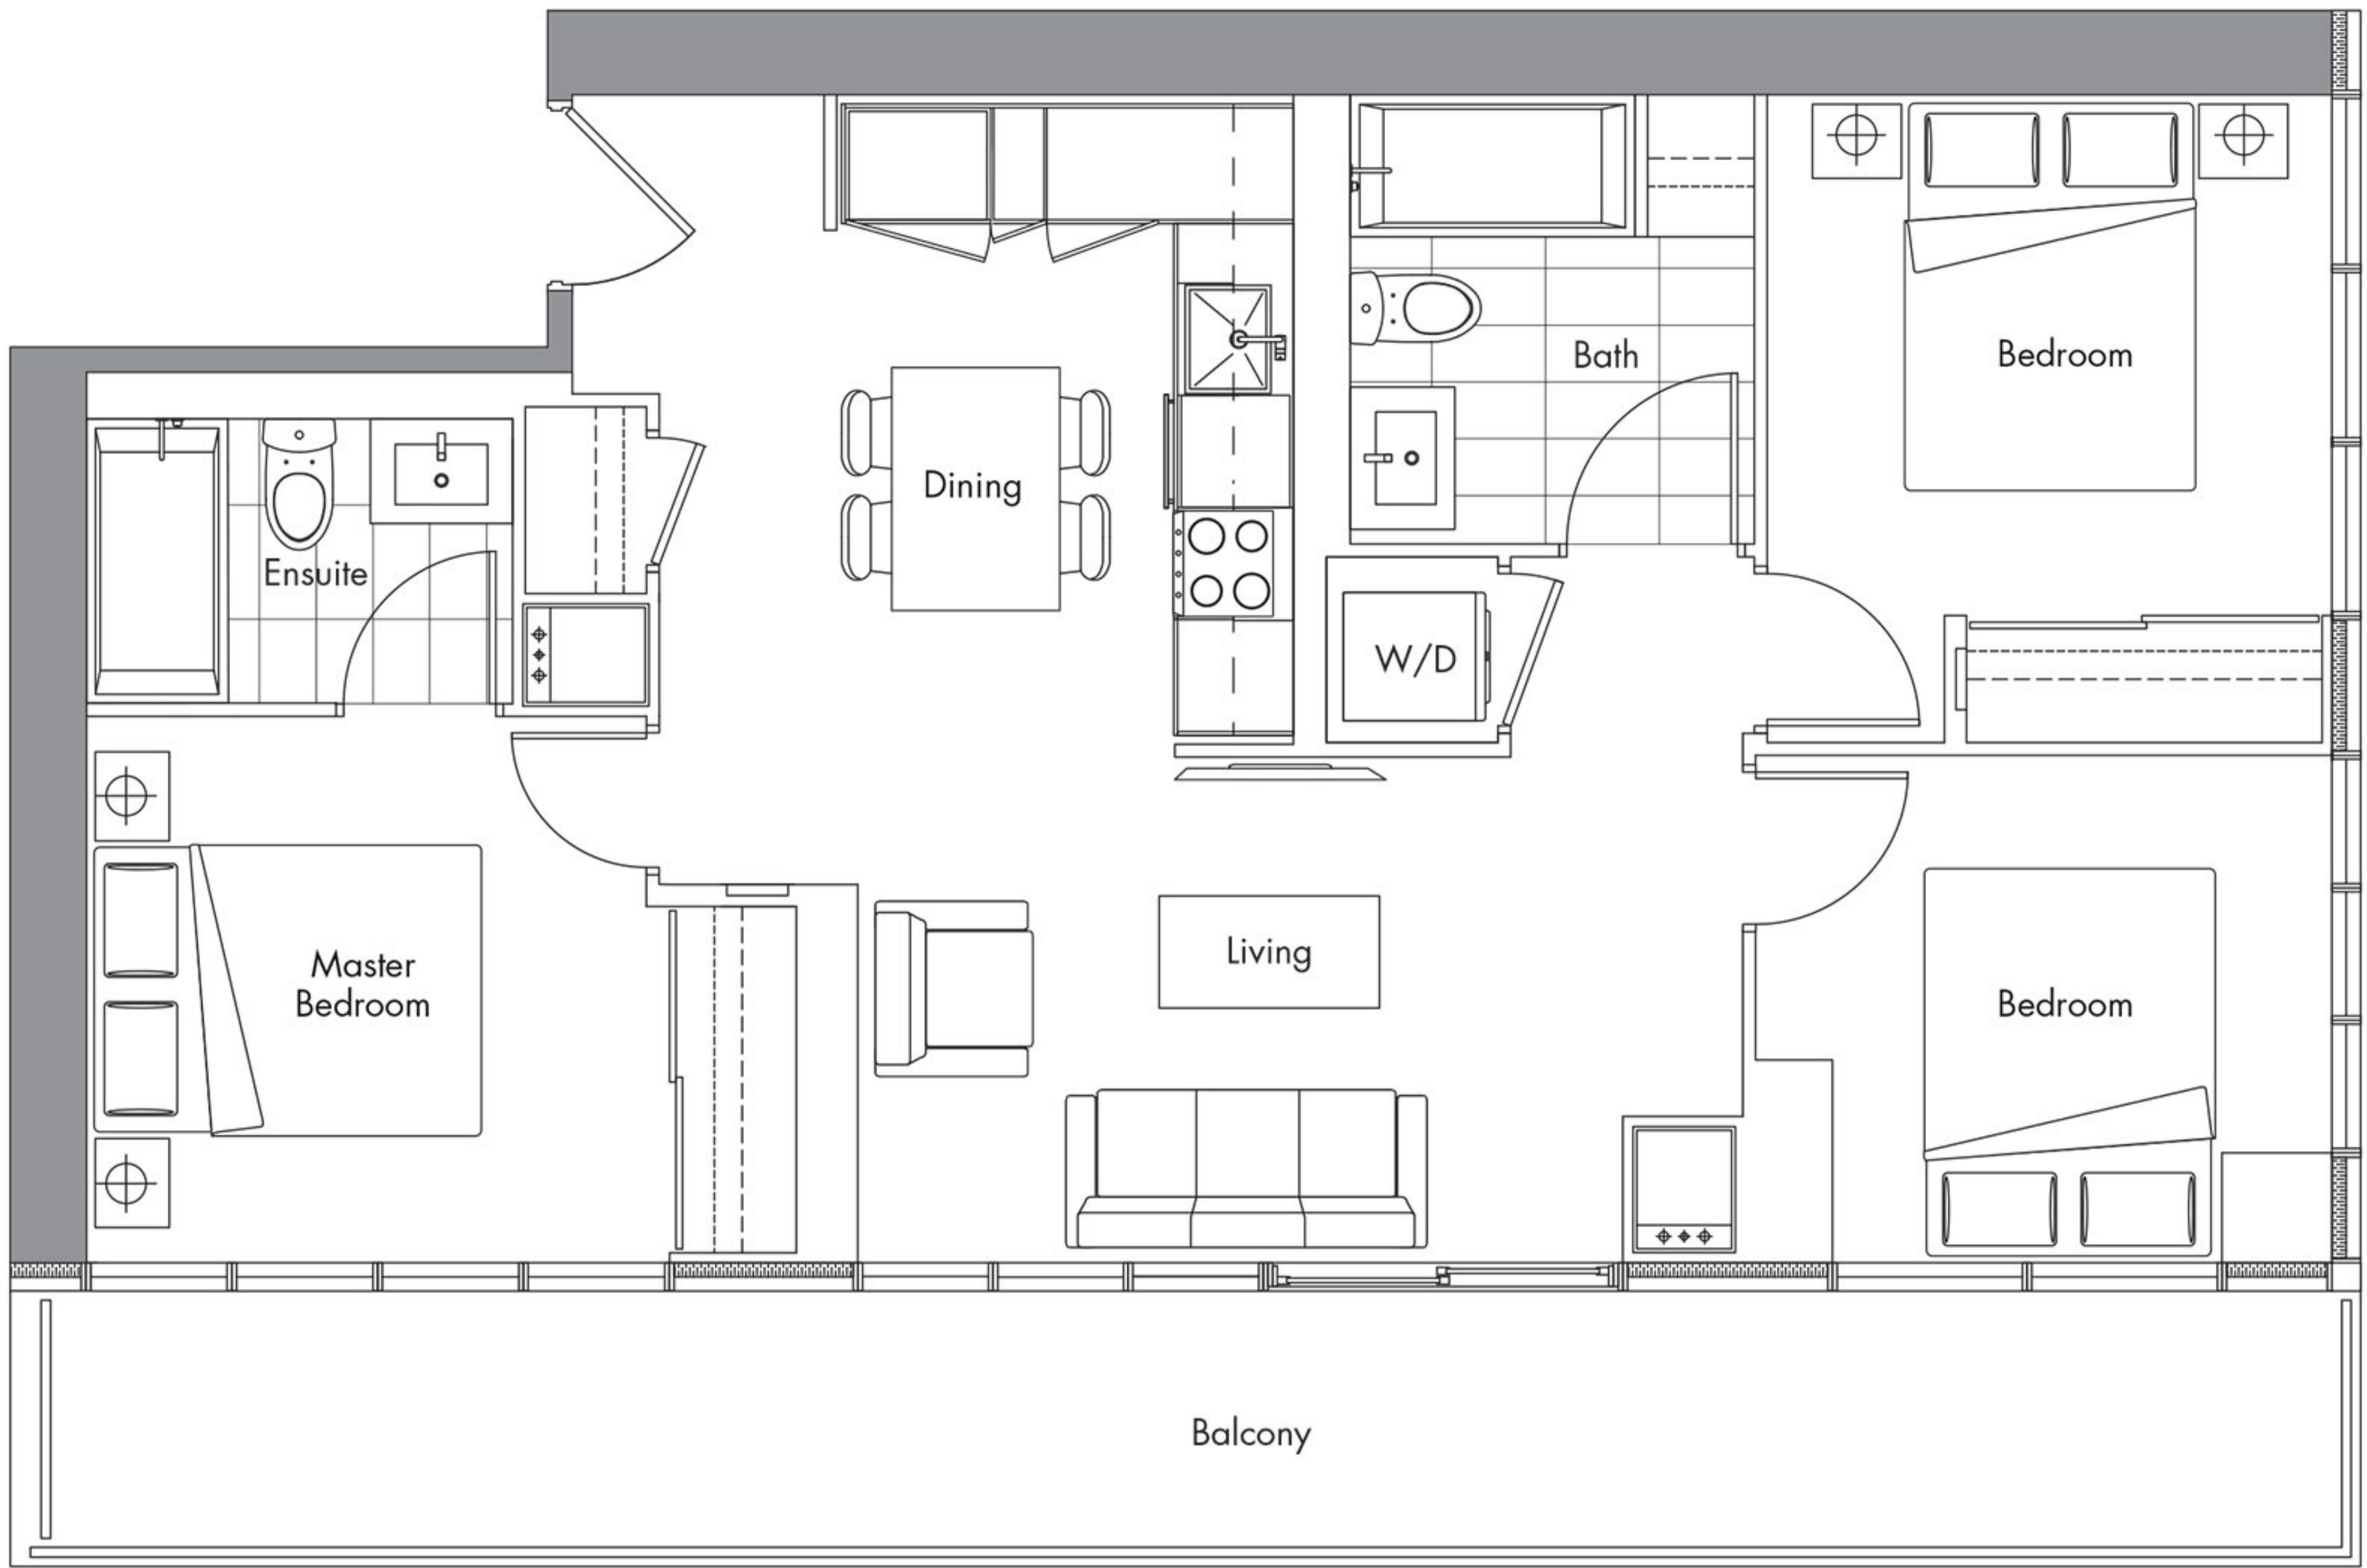 Bath
Bedroom
Dining
Ensuite
W/D
Living
Master
Bedroom
Bedroom
Balcony